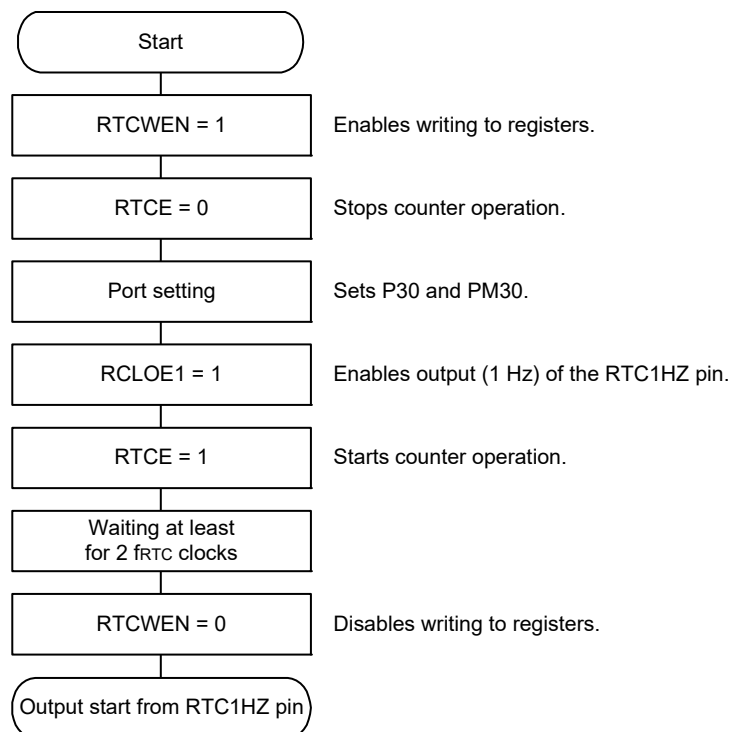 Start
RTCWEN = 1 Enables writing to registers.
RTCE = 0 Stops counter operation.
Port setting Sets P30 and PM30.
RCLOE1 = 1 Enables output (1 Hz) of the RTC1HZ pin.
RTCE = 1 Starts counter operation.
Waiting at least
for 2 fRTC clocks
RTCWEN = 0 Disables writing to registers.
Output start from RTC1HZ pin